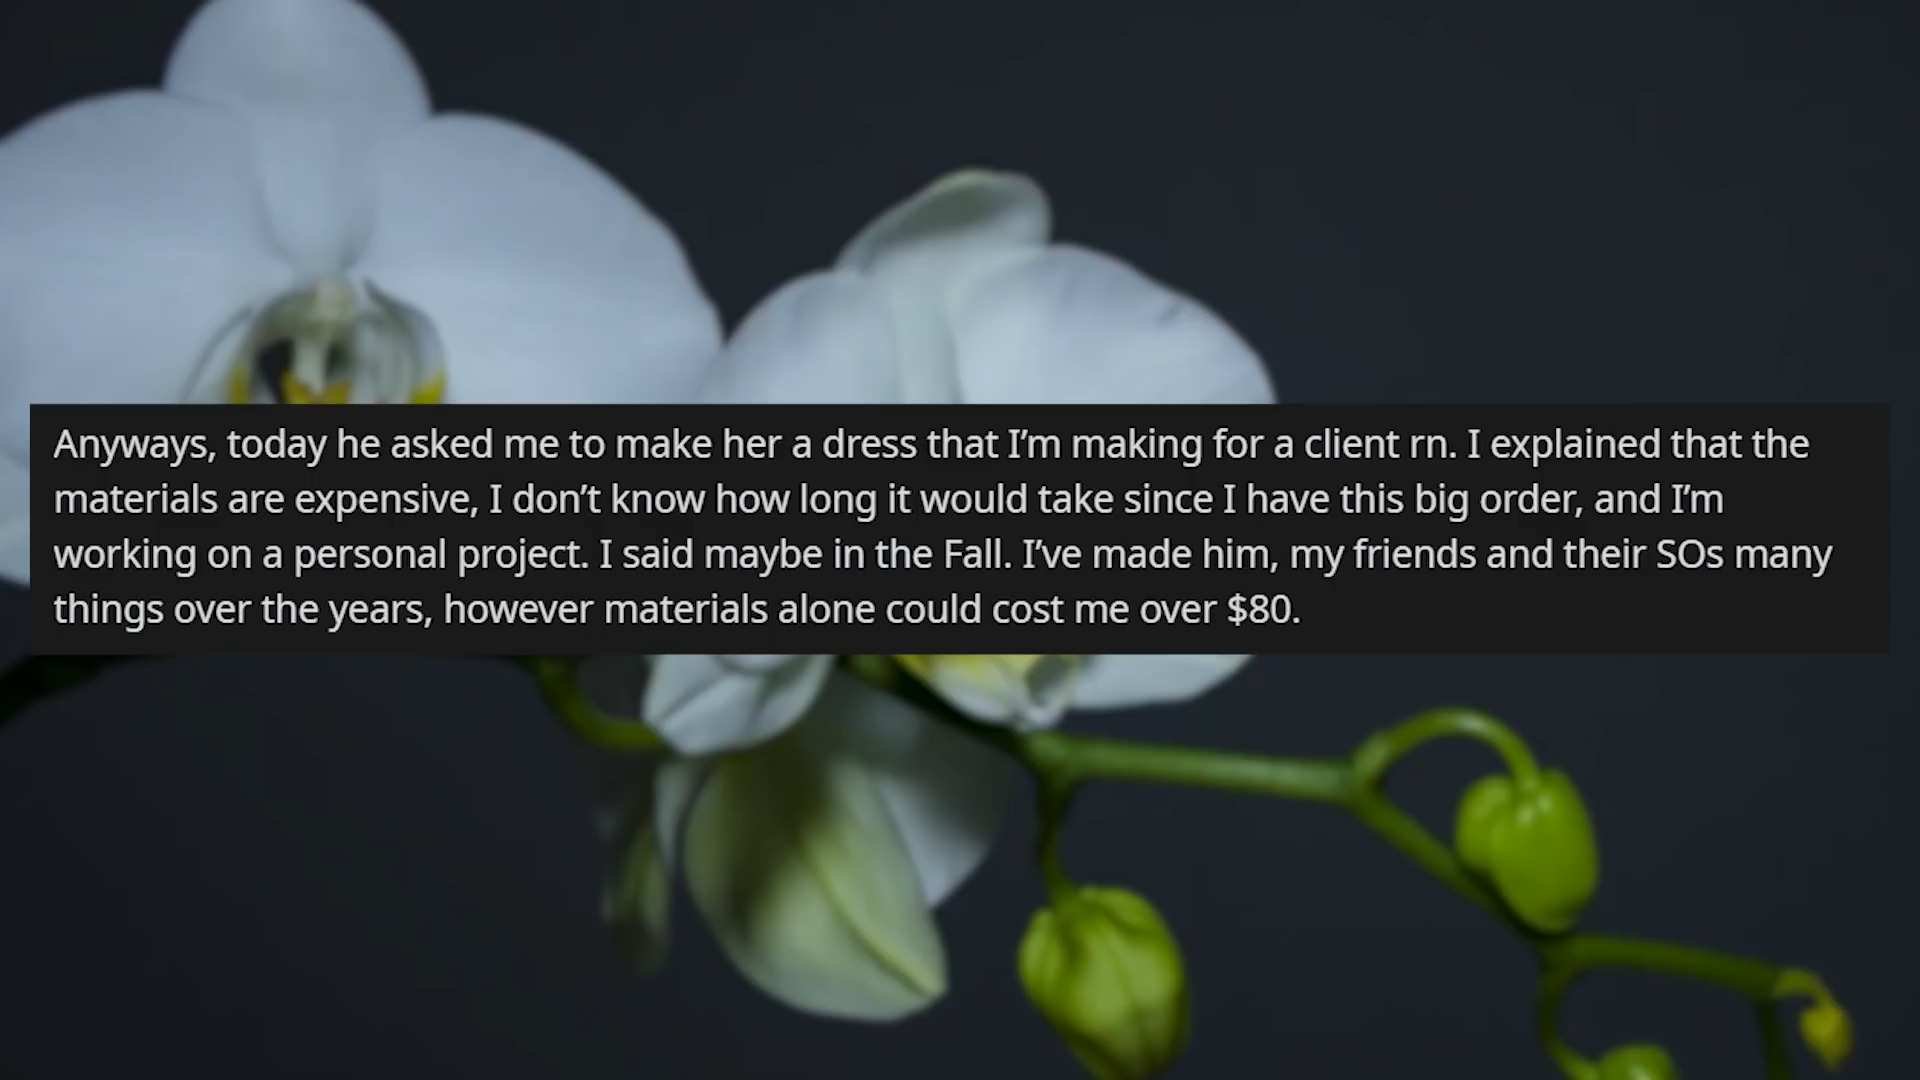 Anyways, today he asked me to make her a dress that I’m making for a client rn. I explained that the
materials are expensive, I don’t know how long it would take since I have this big order, and I’m
working on a personal project. I said maybe in the Fall. I’ve made him, my friends and their SOs many
things over the years, however materials alone could cost me over $80.